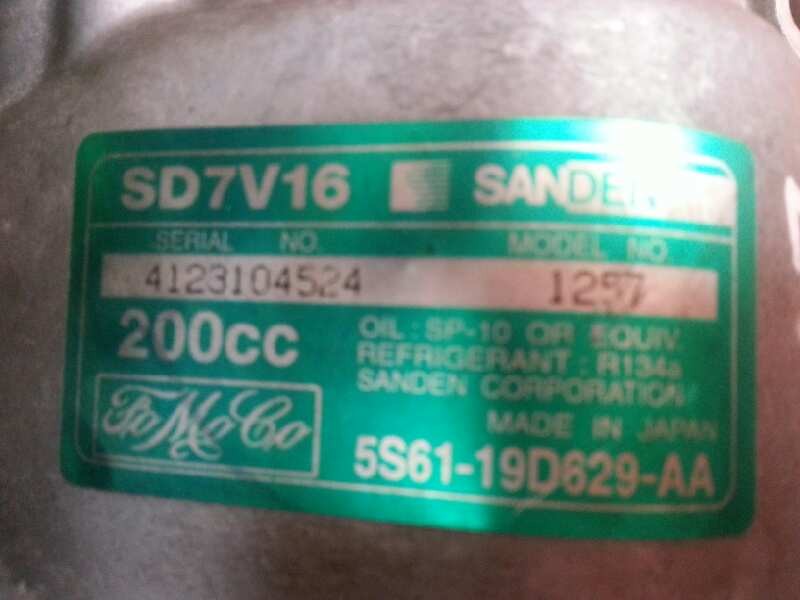 SD7V16 SANDEN
SERIAL NO. MODEL NO.
4123104524 1257
200cc
OIL : SP-10 OR EQUIV.
REFRIGERANT : R134a
SANDEN CORPORATION
MADE IN JAPAN
FoMoCo
5S61-19D629-AA